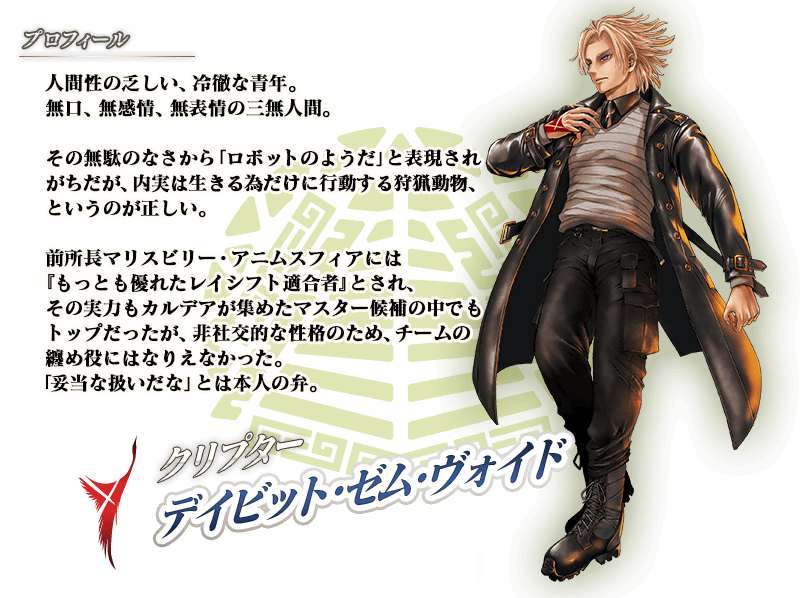 プロフィール
人間性の乏しい、冷徹な青年。
無口、無感情、無表情の三無人間。
その無駄のなさから「ロボットのようだ」と表現され
がちだが、内実は生きる為だけに行動する狩猟動物、
というのが正しい。
前所長マリスビリー・アニムスフィアには
『もっとも優れたレイシフト適合者』とされ、
その実力もカルデアが集めたマスター候補の中でも
トップだったが、非社交的な性格のため、チームの
纏め役にはなりえなかった。
「妥当な扱いだな」とは本人の弁。
クリプター
デイビット・ゼム・ヴォイド